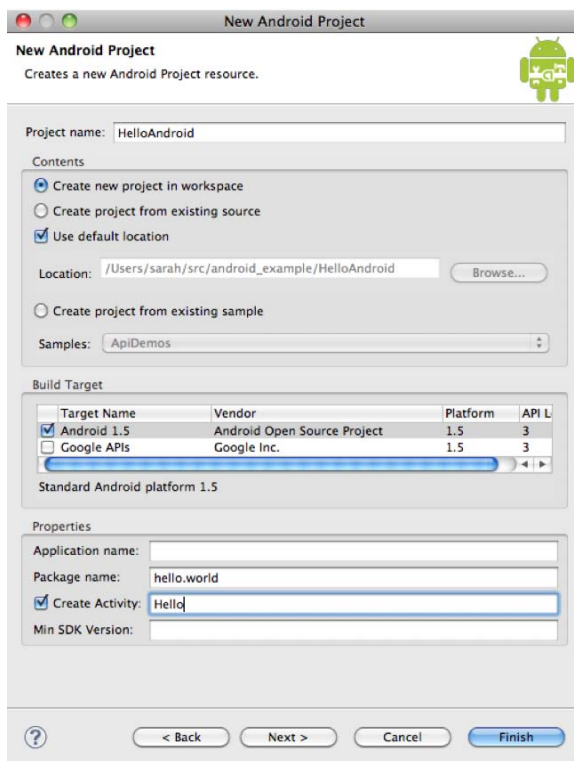 New Android Project
New Android Project
Creates a new Android Project resource.
Project name: HelloAndroid
Contents
Create new project in workspace
Create project from existing source
Use default location
Location: /Users/sarah/src/android_example/HelloAndroid Browse...
Create project from existing sample
Samples: ApiDemos
Build Target
Target Name Vendor Platform API L
Android 1.5 Android Open Source Project 1.5 3
Google APIs Google Inc. 1.5 3
Standard Android platform 1.5
Properties
Application name:
Package name: hello.world
Create Activity: Hello
Min SDK Version:
? < Back Next > Cancel Finish